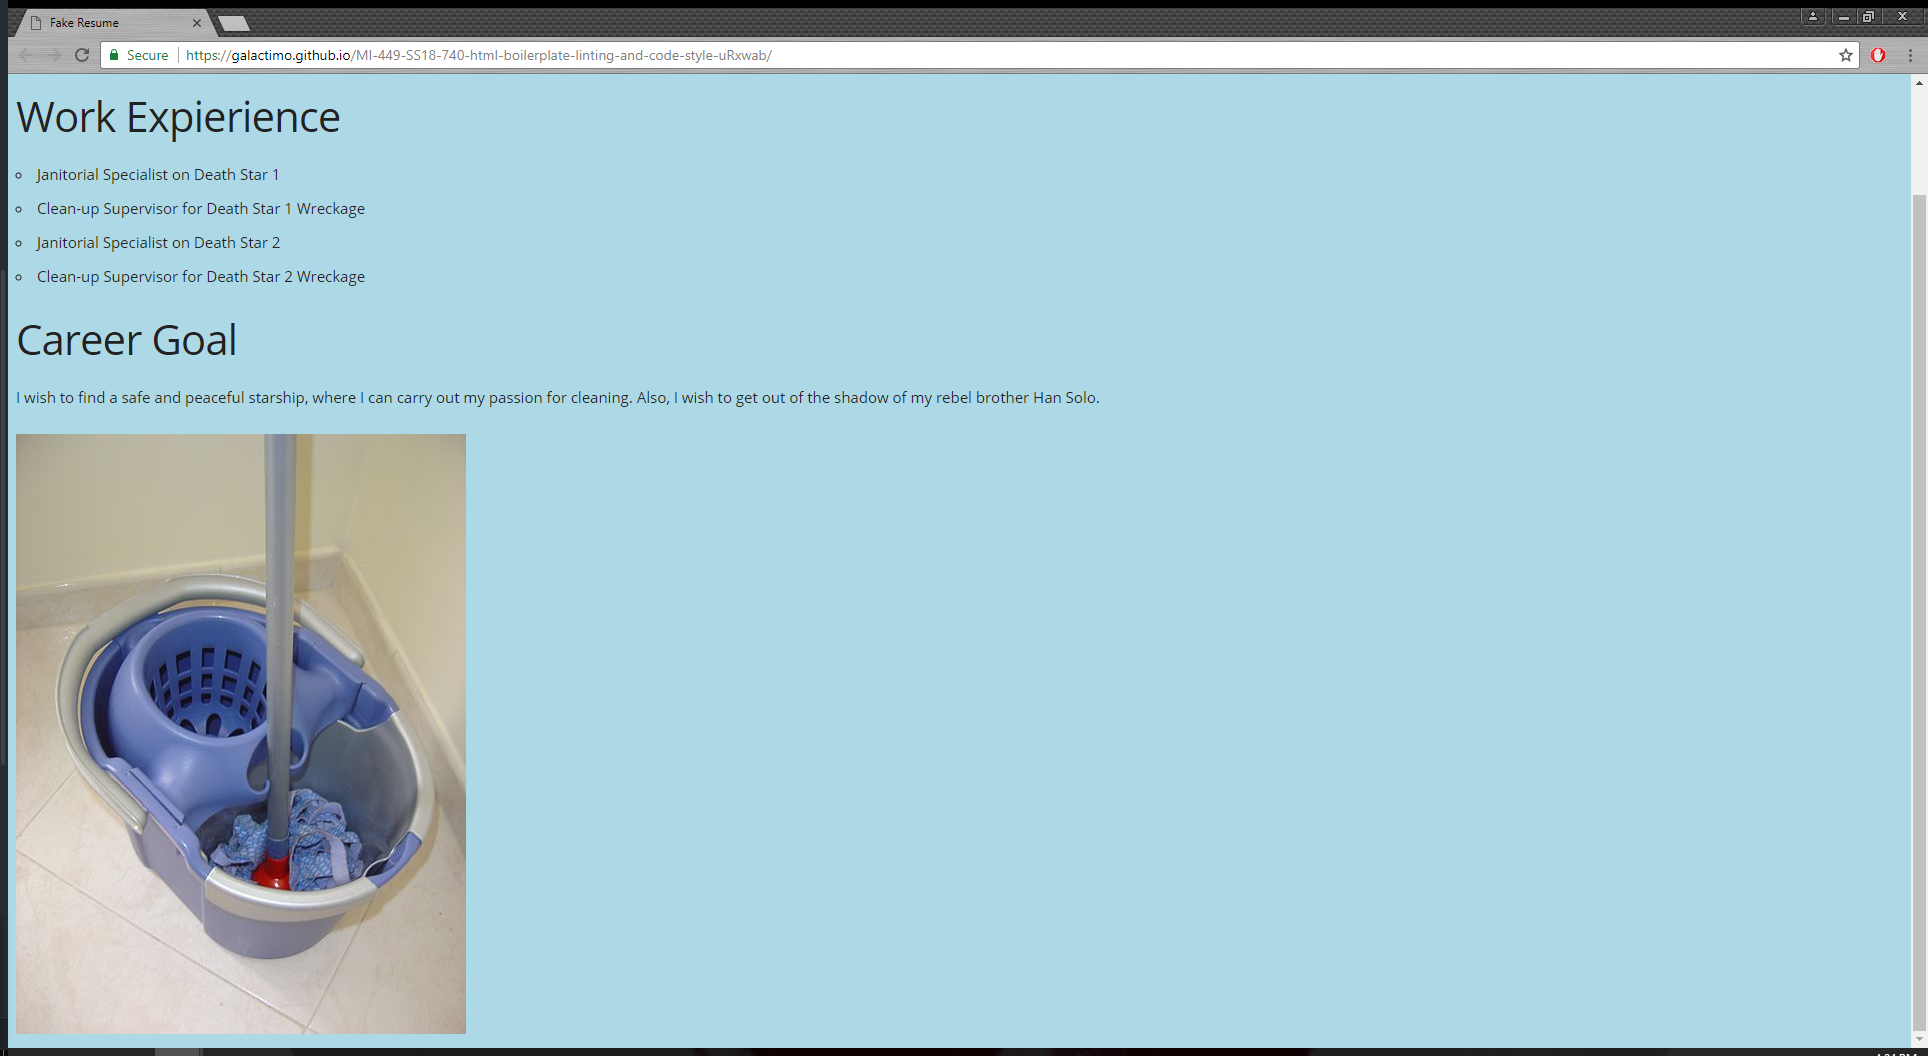 Fake Resume
Secure https://galactimo.github.io/MI-449-SS18-740-html-boilerplate-linting-and-code-style-uRxwab/
Work Expierience
Janitorial Specialist on Death Star 1
Clean-up Supervisor for Death Star 1 Wreckage
Janitorial Specialist on Death Star 2
Clean-up Supervisor for Death Star 2 Wreckage
Career Goal
I wish to find a safe and peaceful starship, where I can carry out my passion for cleaning. Also, I wish to get out of the shadow of my rebel brother Han Solo.